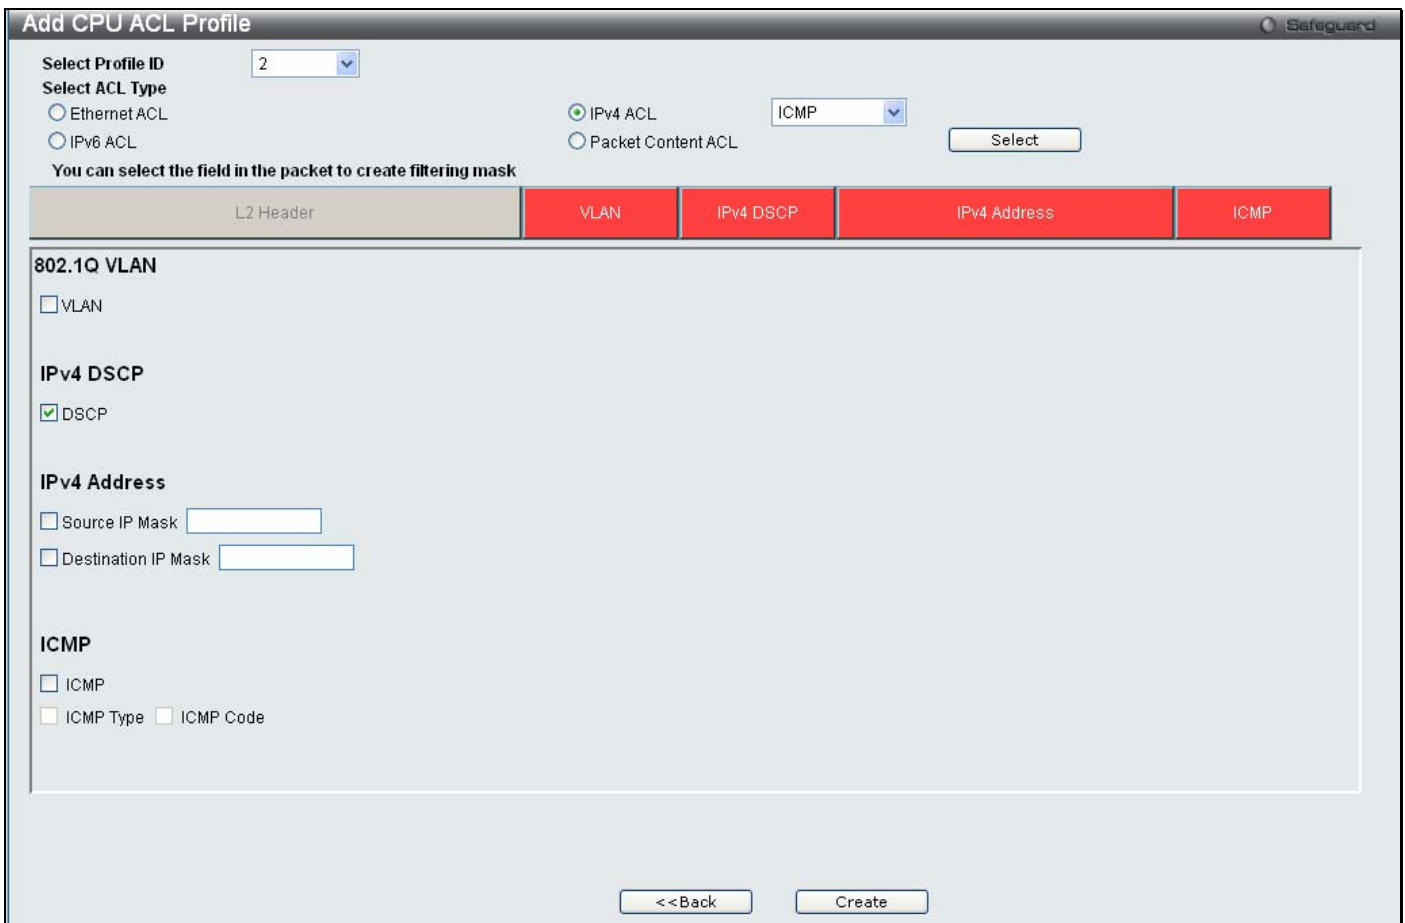 Add CPU ACL Profile Safeguard
Select Profile ID 2
Select ACL Type
Ethernet ACL IPv4 ACL ICMP
IPv6 ACL Packet Content ACL Select
You can select the field in the packet to create filtering mask
L2 Header VLAN IPv4 DSCP IPv4 Address ICMP
802.1Q VLAN
VLAN
IPv4 DSCP
DSCP
IPv4 Address
Source IP Mask
Destination IP Mask
ICMP
ICMP
ICMP Type ICMP Code
<<Back Create